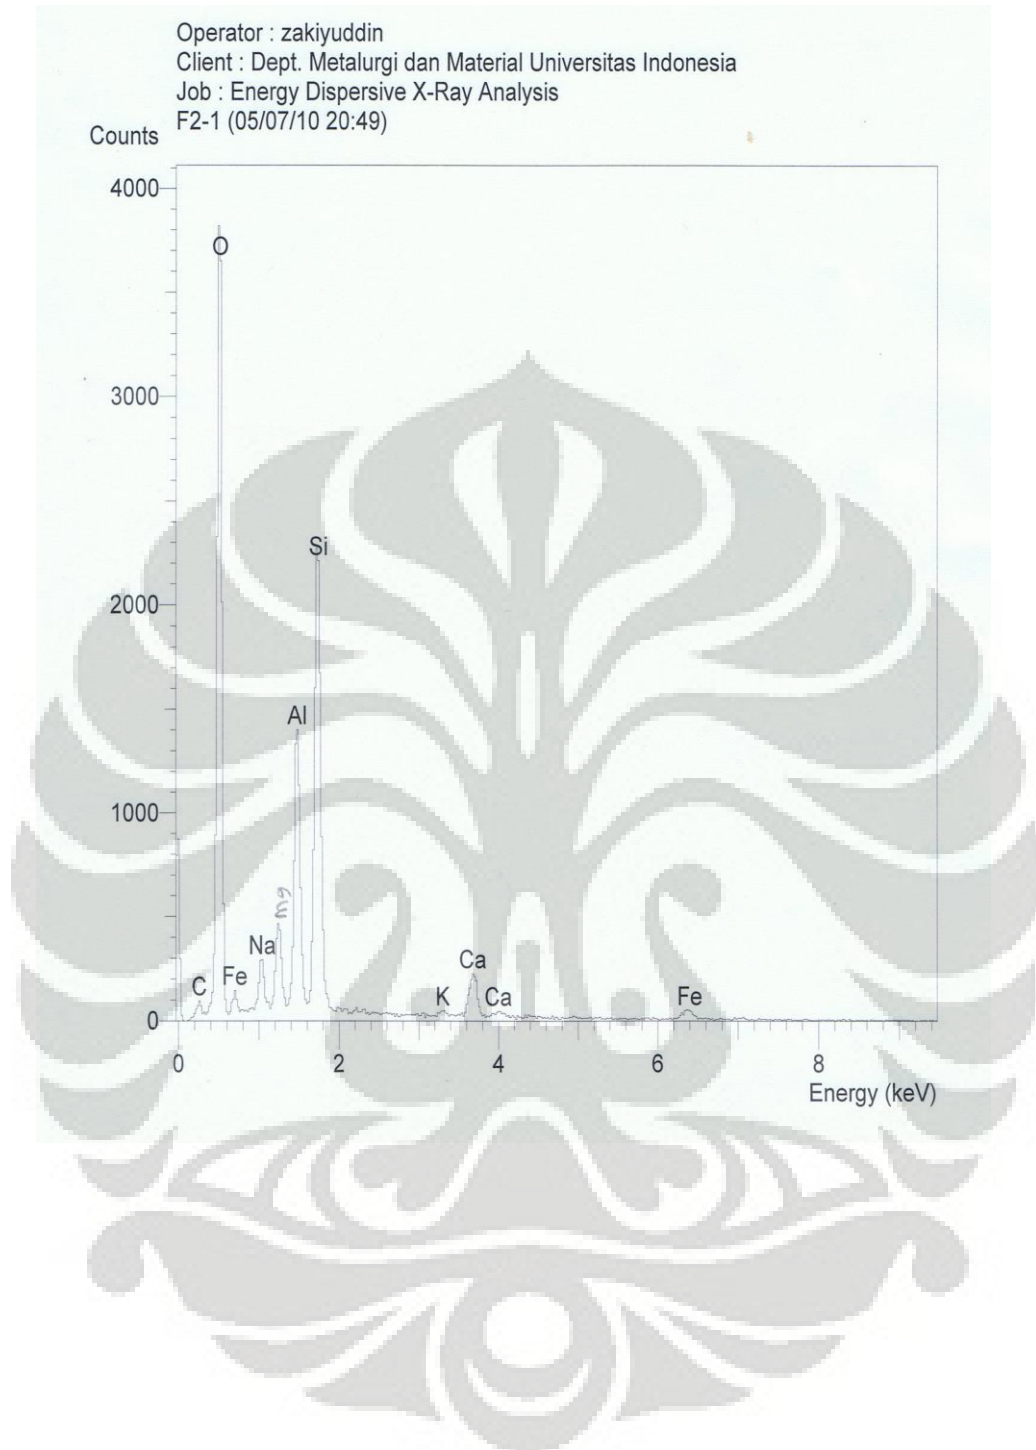 Operator : zakiyuddin
Client : Dept. Metalurgi dan Material Universitas Indonesia
Job : Energy Dispersive X-Ray Analysis
F2-1 (05/07/10 20:49)
Counts
4000
O
3000
Si
2000
Al
1000
mg
Na
Ca
C
Fe
K
Ca
Fe
0
0 2 4 6 8
Energy (keV)